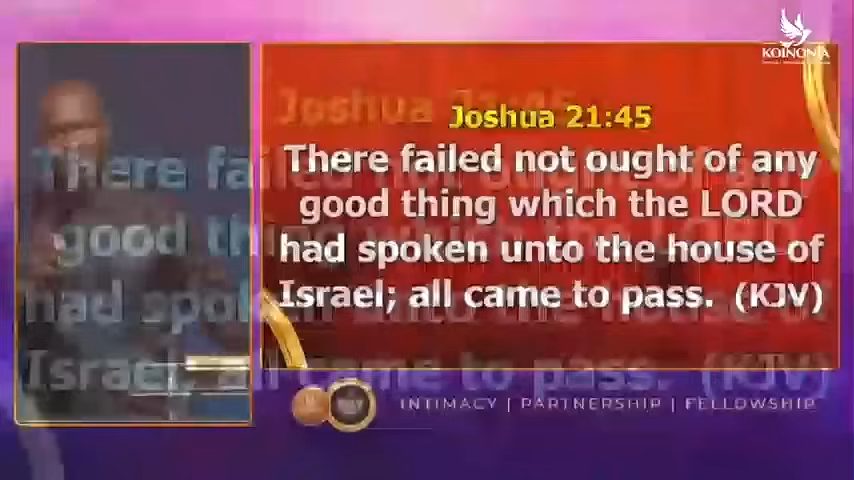 KOINONIA
Joshua 21:45
There failed not ought of any
good thing which the LORD
had spoken unto the house of
Israel; all came to pass. (KJV)
INTIMACY | PARTNERSHIP | FELLOWSHIP